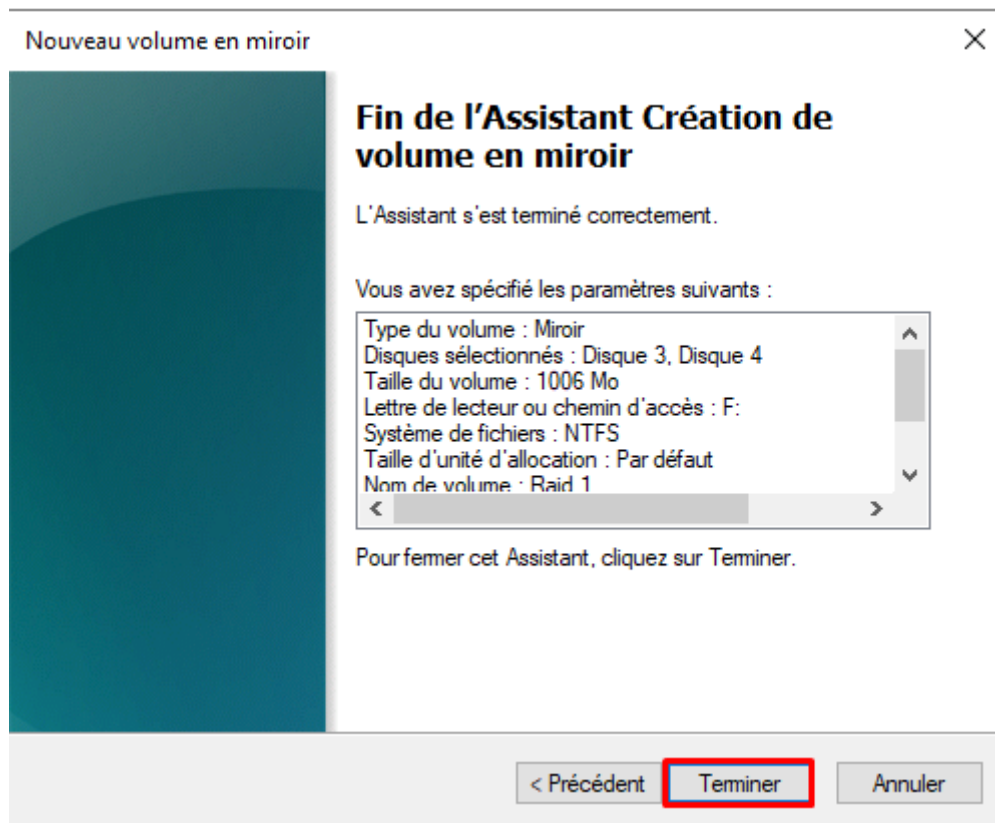 Nouveau volume en miroir
Fin de l’Assistant Création de
volume en miroir
L’Assistant s’est terminé correctement.
Vous avez spécifié les paramètres suivants :
Type du volume : Miroir
Disques sélectionnés : Disque 3, Disque 4
Taille du volume : 1006 Mo
Lettre de lecteur ou chemin d’accès : F:
Système de fichiers : NTFS
Taille d’unité d’allocation : Par défaut
Nom de volume : Raid 1
Pour fermer cet Assistant, cliquez sur Terminer.
< Précédent Terminer Annuler